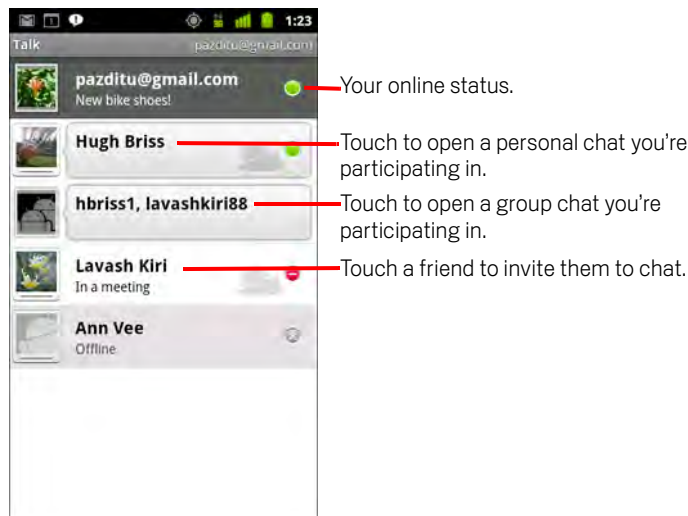 1:23
Talk pazditu@gmail.com
pazditu@gmail.com
New bike shoes!
Your online status.
Hugh Briss
Touch to open a personal chat you're
participating in.
hbriss1, lavashkiri88
Touch to open a group chat you're
participating in.
Lavash Kiri
In a meeting
Touch a friend to invite them to chat.
Ann Vee
Offline